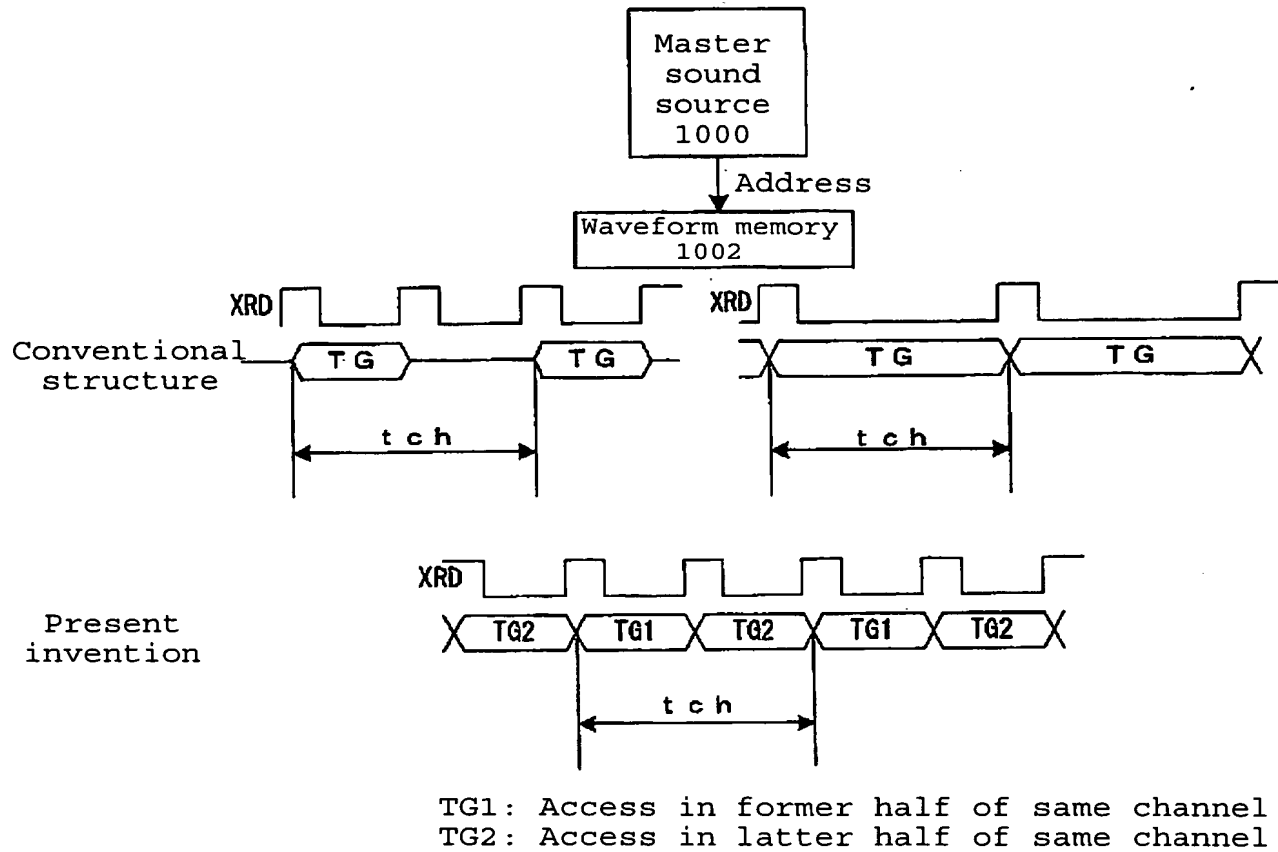 Master
sound
source
1000
Address
Waveform memory
1002
XRD
XRD
Conventional
structure
TG
TG
TG
TG
tch
tch
XRD
Present
invention
TG2
TG1
TG2
TG1
TG2
tch
TG1: Access in former half of same channel
TG2: Access in latter half of same channel